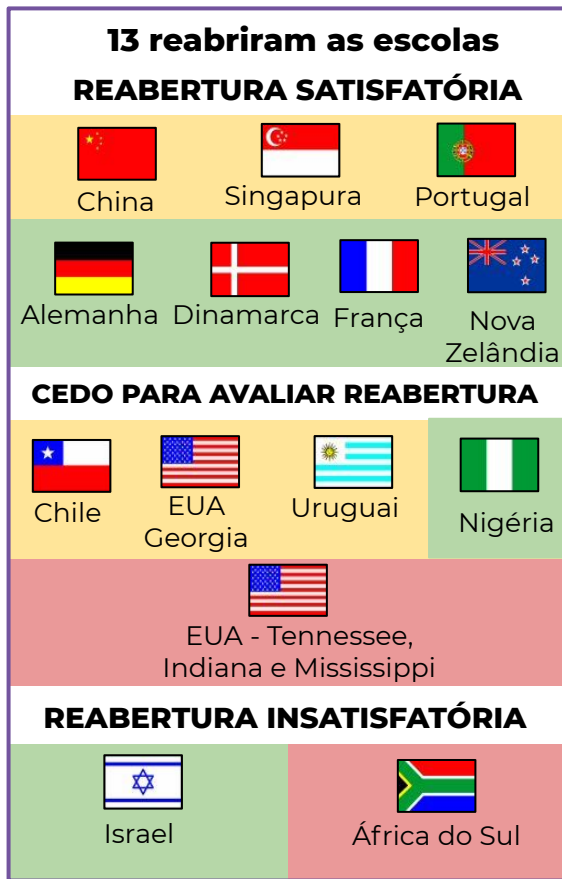 13 reabriram as escolas
REABERTURA SATISFATÓRIA
China
Singapura
Portugal
Alemanha
Dinamarca
França
Nova
Zelândia
CEDO PARA AVALIAR REABERTURA
Chile
EUA
Georgia
Uruguai
Nigéria
EUA - Tennessee,
Indiana e Mississippi
REABERTURA INSATISFATÓRIA
Israel
África do Sul